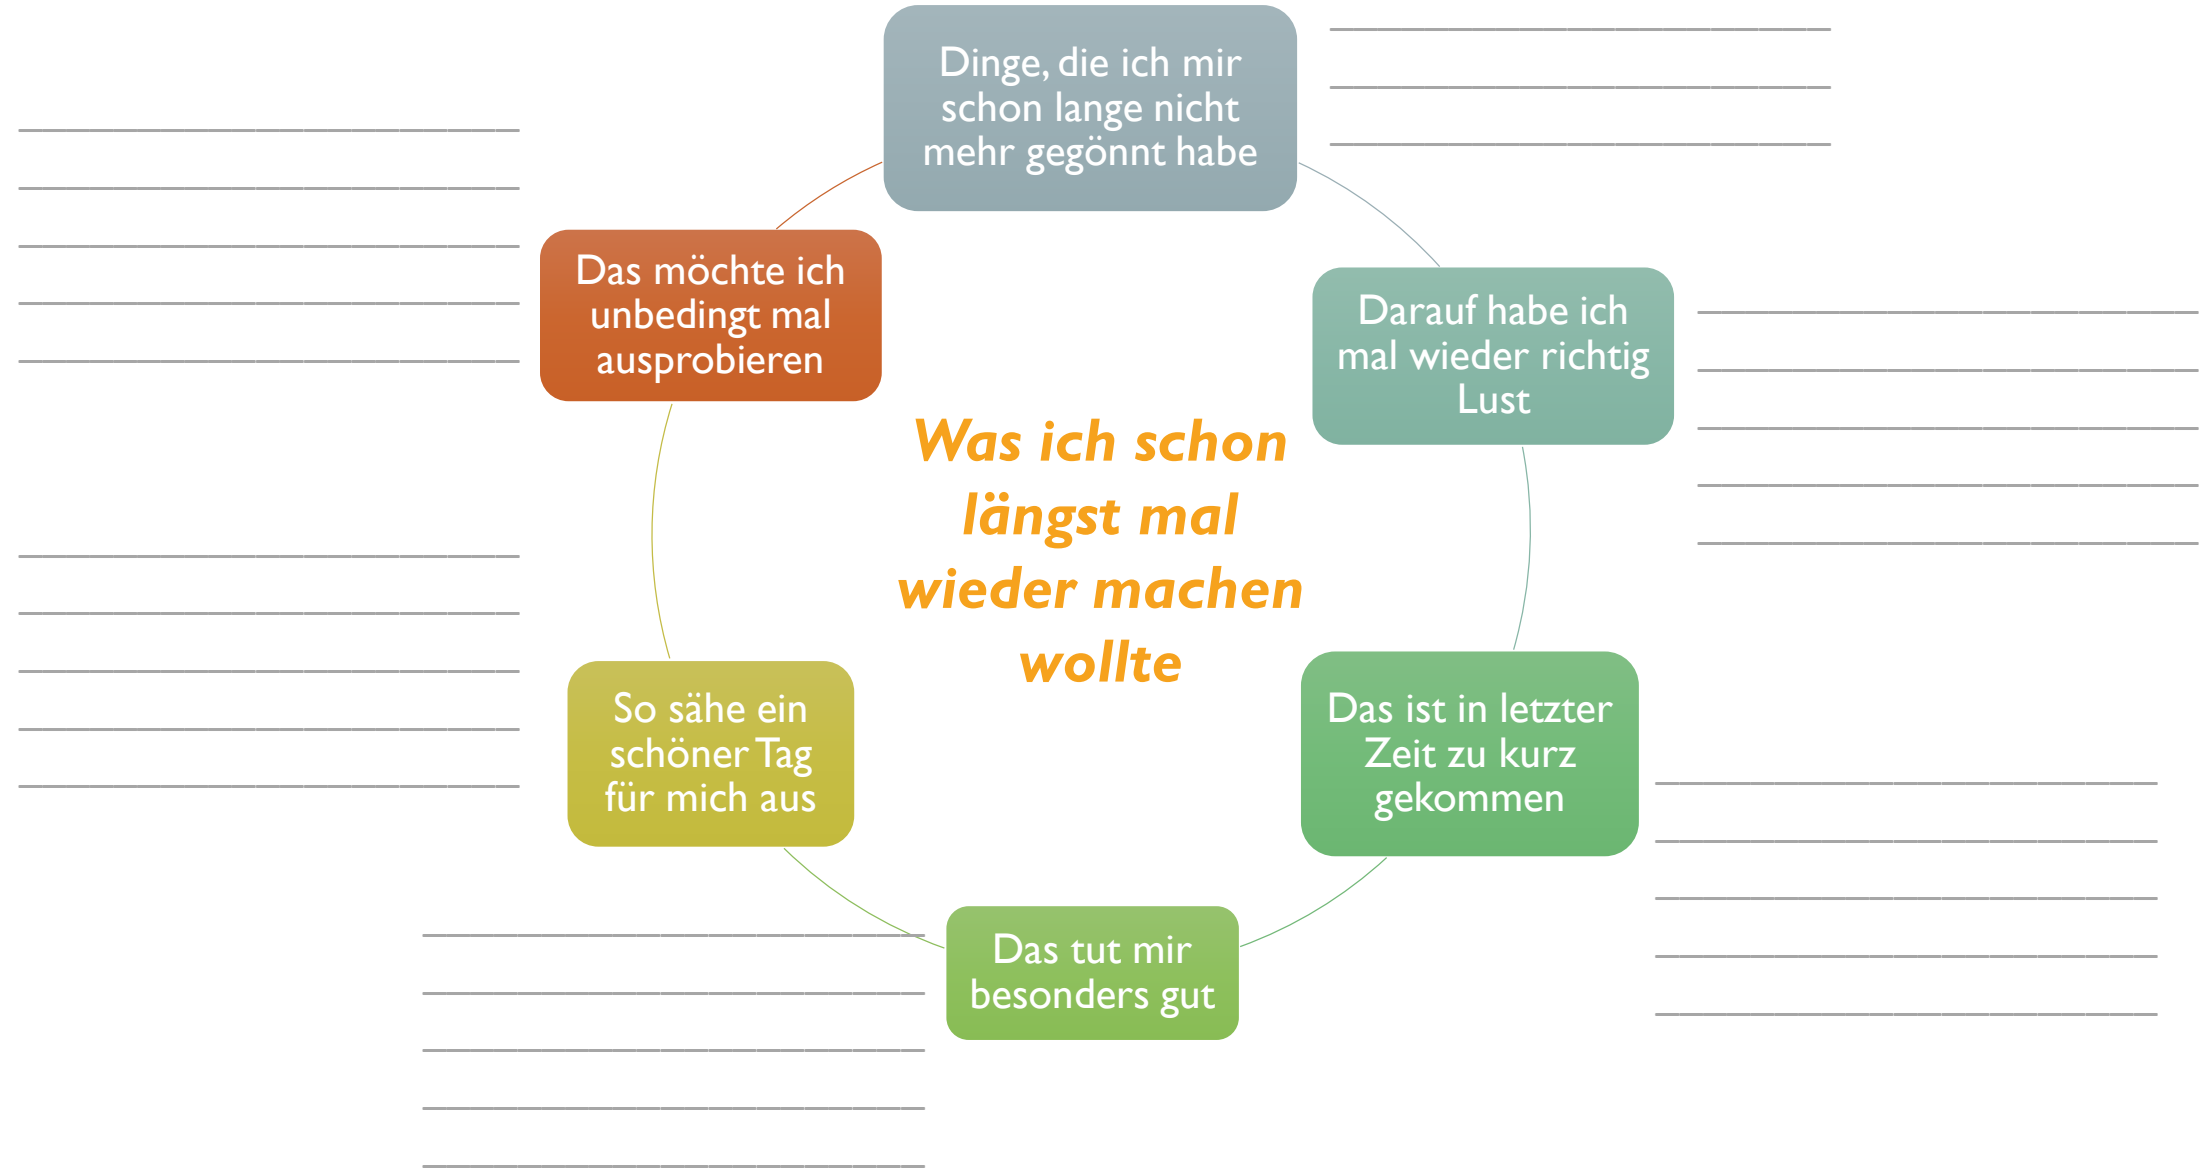 Dinge, die ich mir
schon lange nicht
mehr gegönnt habe
Darauf habe ich
mal wieder richtig
Lust
Das ist in letzter
Zeit zu kurz
gekommen
Das tut mir
besonders gut
So sähe ein
schöner Tag
für mich aus
Das möchte ich
unbedingt mal
ausprobieren
Was ich schon
längst mal
wieder machen
wollte